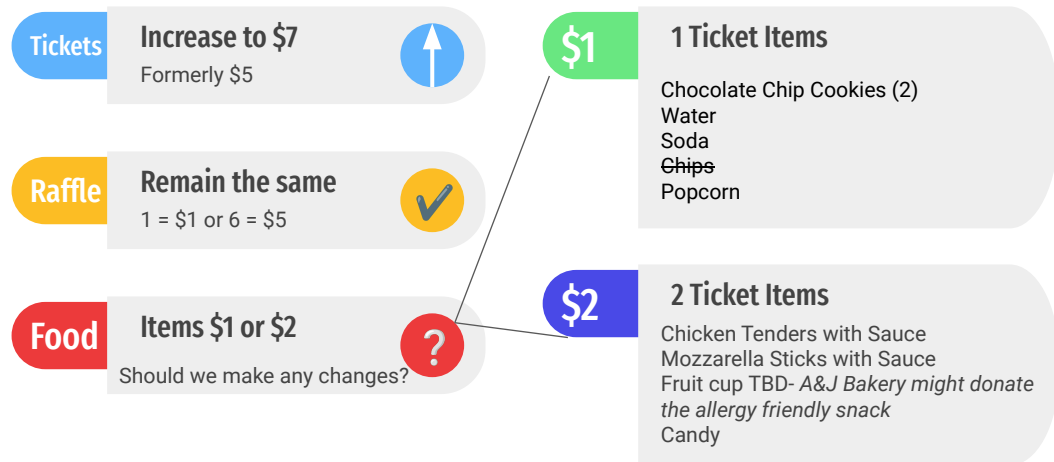 Tickets
Increase to $7
Formerly $5
Raffle
Remain the same
1 = $1 or 6 = $5
Food
Items $1 or $2
Should we make any changes?
?
$1
1 Ticket Items
Chocolate Chip Cookies (2)
Water
Soda
Chips
Popcorn
$2
2 Ticket Items
Chicken Tenders with Sauce
Mozzarella Sticks with Sauce
Fruit cup TBD- A&J Bakery might donate
the allergy friendly snack
Candy